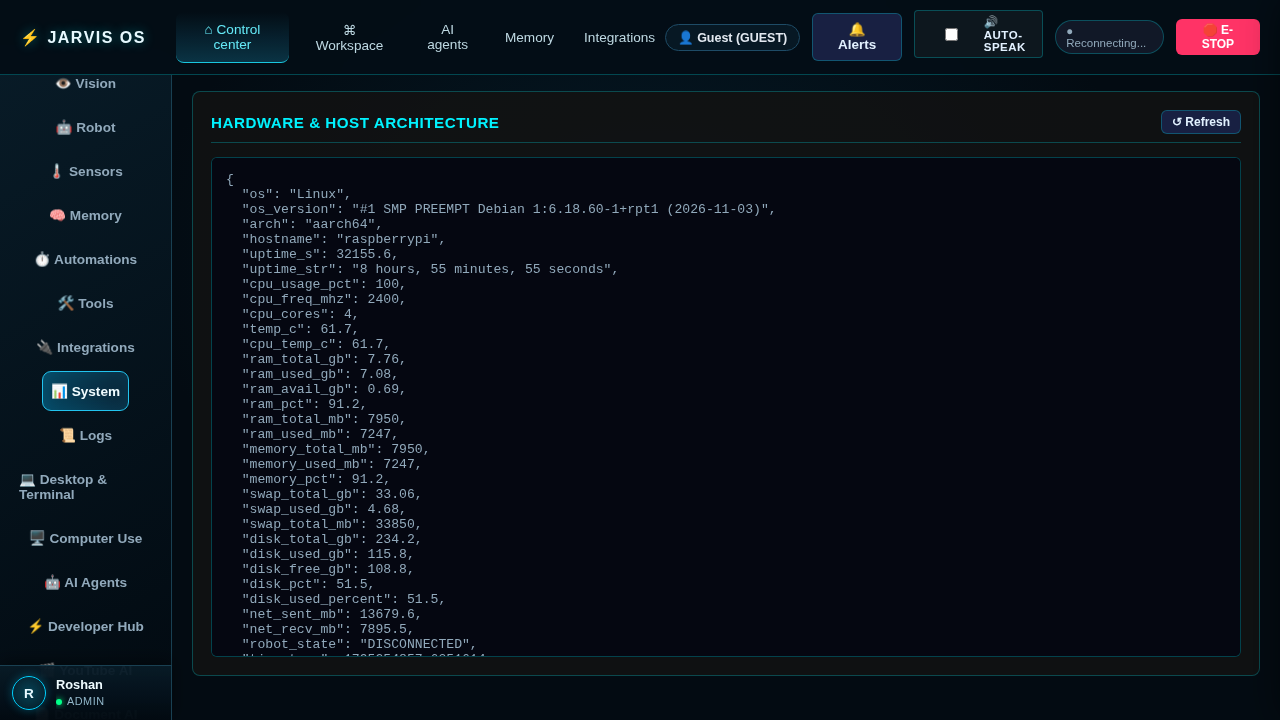 ⚡ JARVIS OS
⌂ Control center
⌘ Workspace
AI agents
Memory
Integrations
👤 Guest (GUEST)
🔔 Alerts
🔊 AUTO-SPEAK
● Reconnecting...
🛑 E-STOP
👁️ Vision
🤖 Robot
🌡️ Sensors
🧠 Memory
⏱️ Automations
🛠️ Tools
🔌 Integrations
📊 System
📜 Logs
💻 Desktop & Terminal
🖥️ Computer Use
🤖 AI Agents
⚡ Developer Hub
🎬 YouTube AI
R
Roshan
ADMIN
HARDWARE & HOST ARCHITECTURE
↺ Refresh
{
"os": "Linux",
"os_version": "#1 SMP PREEMPT Debian 1:6.18.60-1+rpt1 (2026-11-03)",
"arch": "aarch64",
"hostname": "raspberrypi",
"uptime_s": 32155.6,
"uptime_str": "8 hours, 55 minutes, 55 seconds",
"cpu_usage_pct": 100,
"cpu_freq_mhz": 2400,
"cpu_cores": 4,
"temp_c": 61.7,
"cpu_temp_c": 61.7,
"ram_total_gb": 7.76,
"ram_used_gb": 7.08,
"ram_avail_gb": 0.69,
"ram_pct": 91.2,
"ram_total_mb": 7950,
"ram_used_mb": 7247,
"memory_total_mb": 7950,
"memory_used_mb": 7247,
"memory_pct": 91.2,
"swap_total_gb": 33.06,
"swap_used_gb": 4.68,
"swap_total_mb": 33850,
"disk_total_gb": 234.2,
"disk_used_gb": 115.8,
"disk_free_gb": 108.8,
"disk_pct": 51.5,
"disk_used_percent": 51.5,
"net_sent_mb": 13679.6,
"net_recv_mb": 7895.5,
"robot_state": "DISCONNECTED",